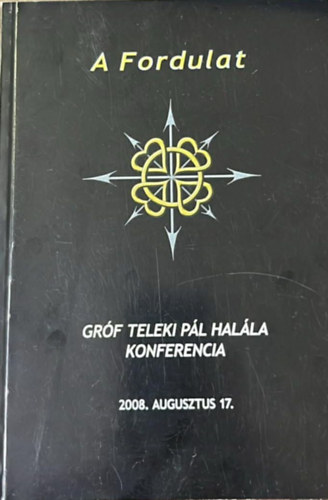 A Fordulat
GRÓF TELEKI PÁL HALÁLA
KONFERENCIA
2008. AUGUSZTUS 17.